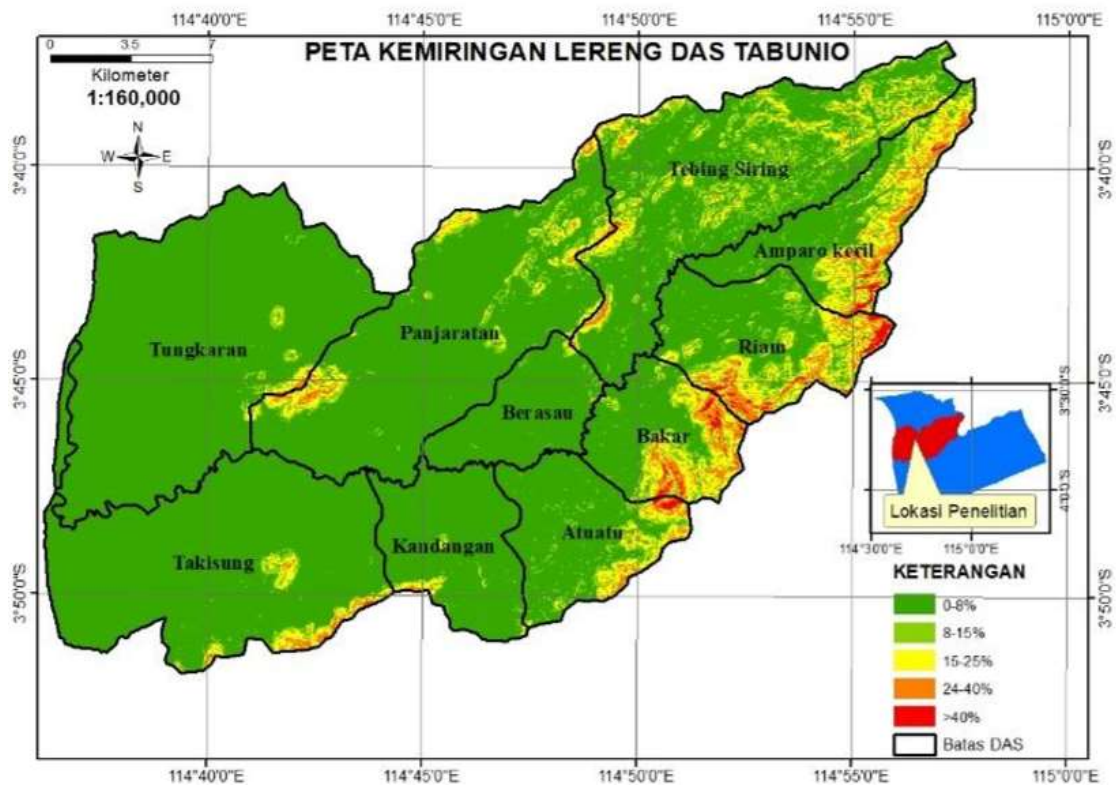 114°40'0"E 114°45'0"E 114°50'0"E 114°55'0"E 115°0'0"E
0 3.5 7
Kilometer
1:160,000
PETA KEMIRINGAN LERENG DAS TABUNIO
N
W E
S
3°40'0"S 3°40'0"S
Tebing Siring
Amparo kecil
Panjaratan
Tungkaran
Riam
3°45'0"S 3°45'0"S
Berasau
Bakar
3°30'0"S
4°0'0"S
Lokasi Penelitian
114°30'0"E 115°0'0"E
Atuatu
Kandangan
Takisung
3°50'0"S 3°50'0"S
KETERANGAN
0-8%
8-15%
15-25%
24-40%
>40%
Batas DAS
114°40'0"E 114°45'0"E 114°50'0"E 114°55'0"E 115°0'0"E